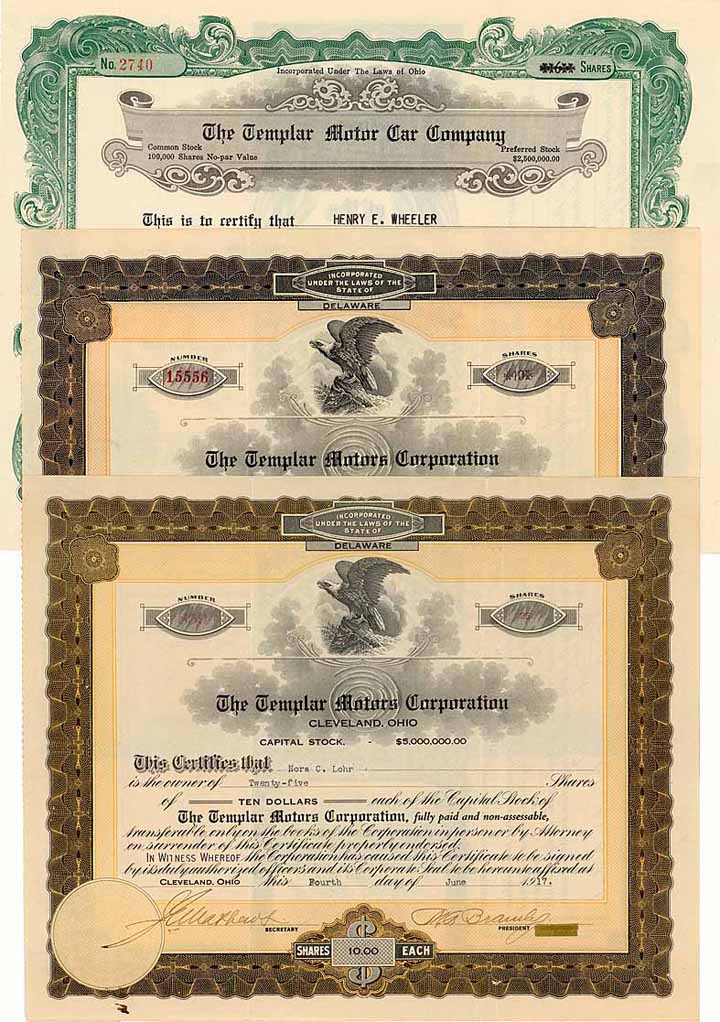 No. 2740
SHARES
Incorporated Under The Laws of Ohio
The Templar Motor Car Company
Common Stock
100,000 Shares No-par Value
Preferred Stock
$2,500,000.00
This is to certify that HENRY E. WHEELER
INCORPORATED
UNDER THE LAWS OF THE
STATE OF
DELAWARE
NUMBER
15556
SHARES
*10*
The Templar Motors Corporation
INCORPORATED
UNDER THE LAWS OF THE
STATE OF
DELAWARE
NUMBER
SHARES
The Templar Motors Corporation
CLEVELAND, OHIO
CAPITAL STOCK, - $5,000,000.00
This Certifies that Nora C. Lohr
is the owner of Twenty-five Shares
of TEN DOLLARS each of the Capital Stock of
The Templar Motors Corporation, fully paid and non-assessable,
transferable only on the books of the Corporation in person or by Attorney
on surrender of this Certificate properly endorsed.
IN WITNESS WHEREOF, the Corporation has caused this Certificate to be signed
by its duly authorized officers and its Corporate Seal to be hereunto affixed at
CLEVELAND, OHIO this Fourth day of June 1917.
SECRETARY
PRESIDENT
SHARES $10.00 EACH